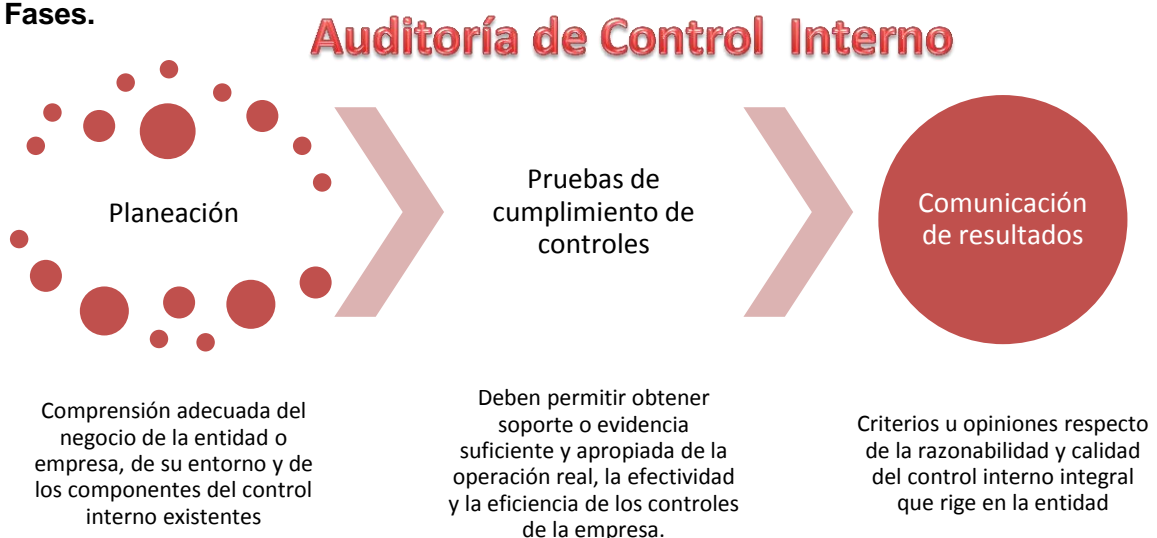 Fases.
Auditoría de Control Interno
Planeación
Pruebas de
cumplimiento de
controles
Comunicación
de resultados
Comprensión adecuada del
negocio de la entidad o
empresa, de su entorno y de
los componentes del control
interno existentes
Deben permitir obtener
soporte o evidencia
suficiente y apropiada de la
operación real, la efectividad
y la eficiencia de los controles
de la empresa.
Criterios u opiniones respecto
de la razonabilidad y calidad
del control interno integral
que rige en la entidad